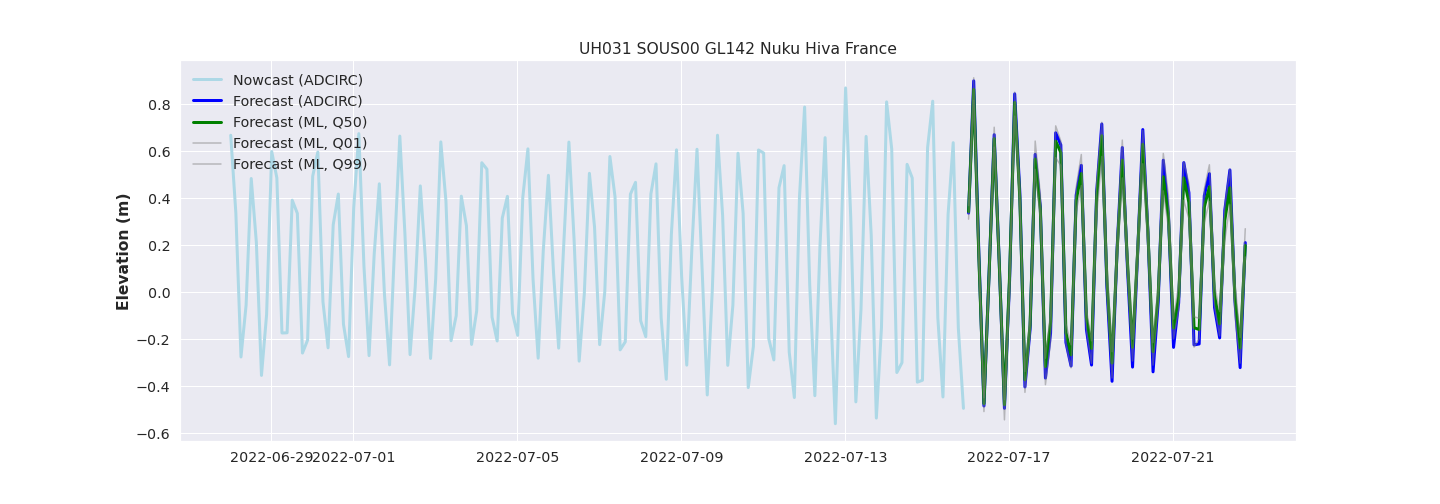 UH031 SOUS00 GL142 Nuku Hiva France
Nowcast (ADCIRC)
Forecast (ADCIRC)
Forecast (ML, Q50)
Forecast (ML, Q01)
Forecast (ML, Q99)
Elevation (m)
0.8
0.6
0.4
0.2
0.0
−0.2
−0.4
−0.6
2022-06-29 2022-07-01 2022-07-05 2022-07-09 2022-07-13 2022-07-17 2022-07-21